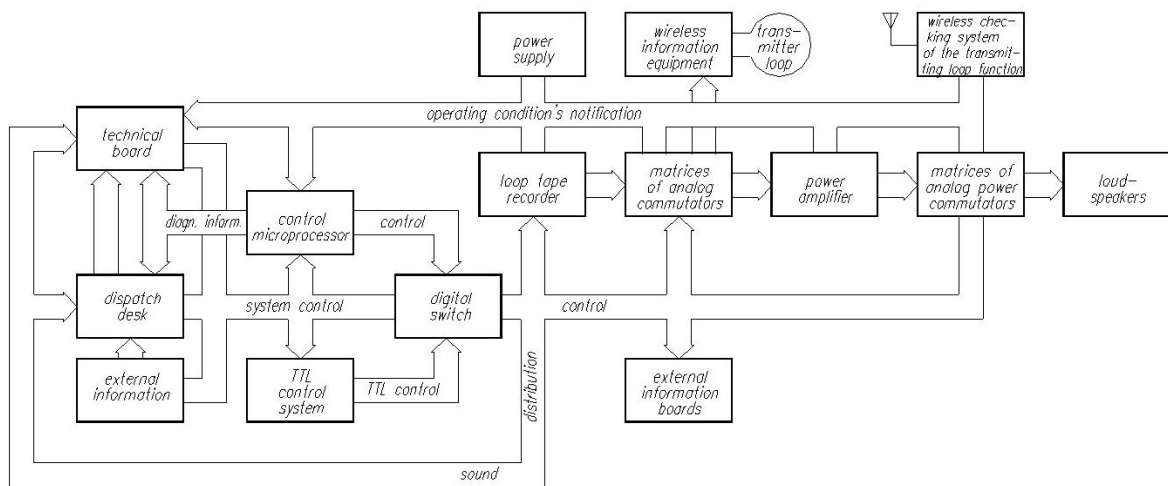 power
supply
wireless
information
equipment
trans-
mitter
loop
wireless chec-
king system
of the transmit-
ting loop function
operating condition's notification
technical
board
loop tape
recorder
matrices
of analog
commutators
power
amplifier
matrices of
analog power
commutators
loud-
speakers
diagn. inform.
control
microprocessor
control
dispatch
desk
system control
digital
switch
control
external
information
TTL
control
system
TTL control
distribution
external
information
boards
sound